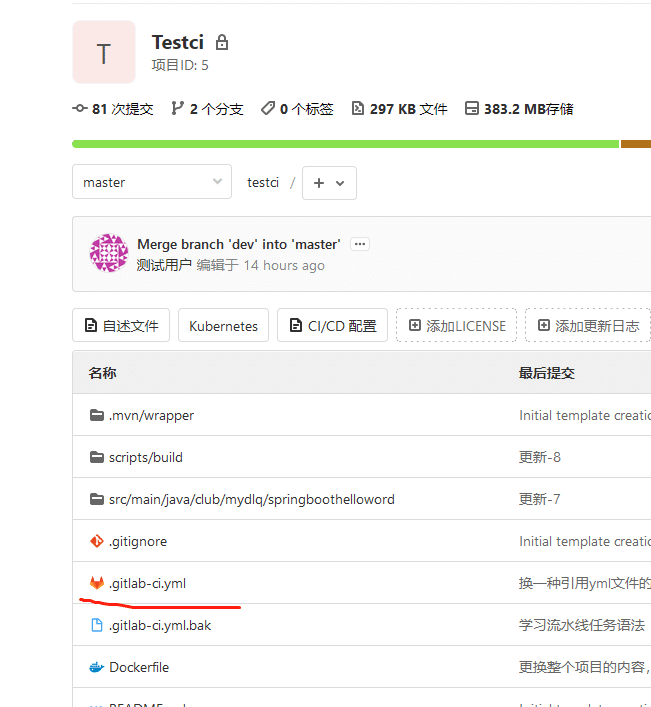 T
Testci
项目ID: 5
81 次提交 2 个分支 0 个标签 297 KB 文件 383.2 MB存储
master testci / +
Merge branch 'dev' into 'master'
测试用户 编辑于 14 hours ago
自述文件 Kubernetes CI/CD 配置 添加LICENSE 添加更新日志
名称 最后提交
.mvn/wrapper Initial template creatio
scripts/build 更新-8
src/main/java/club/mydlq/springboothelloword 更新-7
.gitignore Initial template creatio
.gitlab-ci.yml 换一种引用yml文件的
.gitlab-ci.yml.bak 学习流水线任务语法
Dockerfile 更换整个项目的内容，